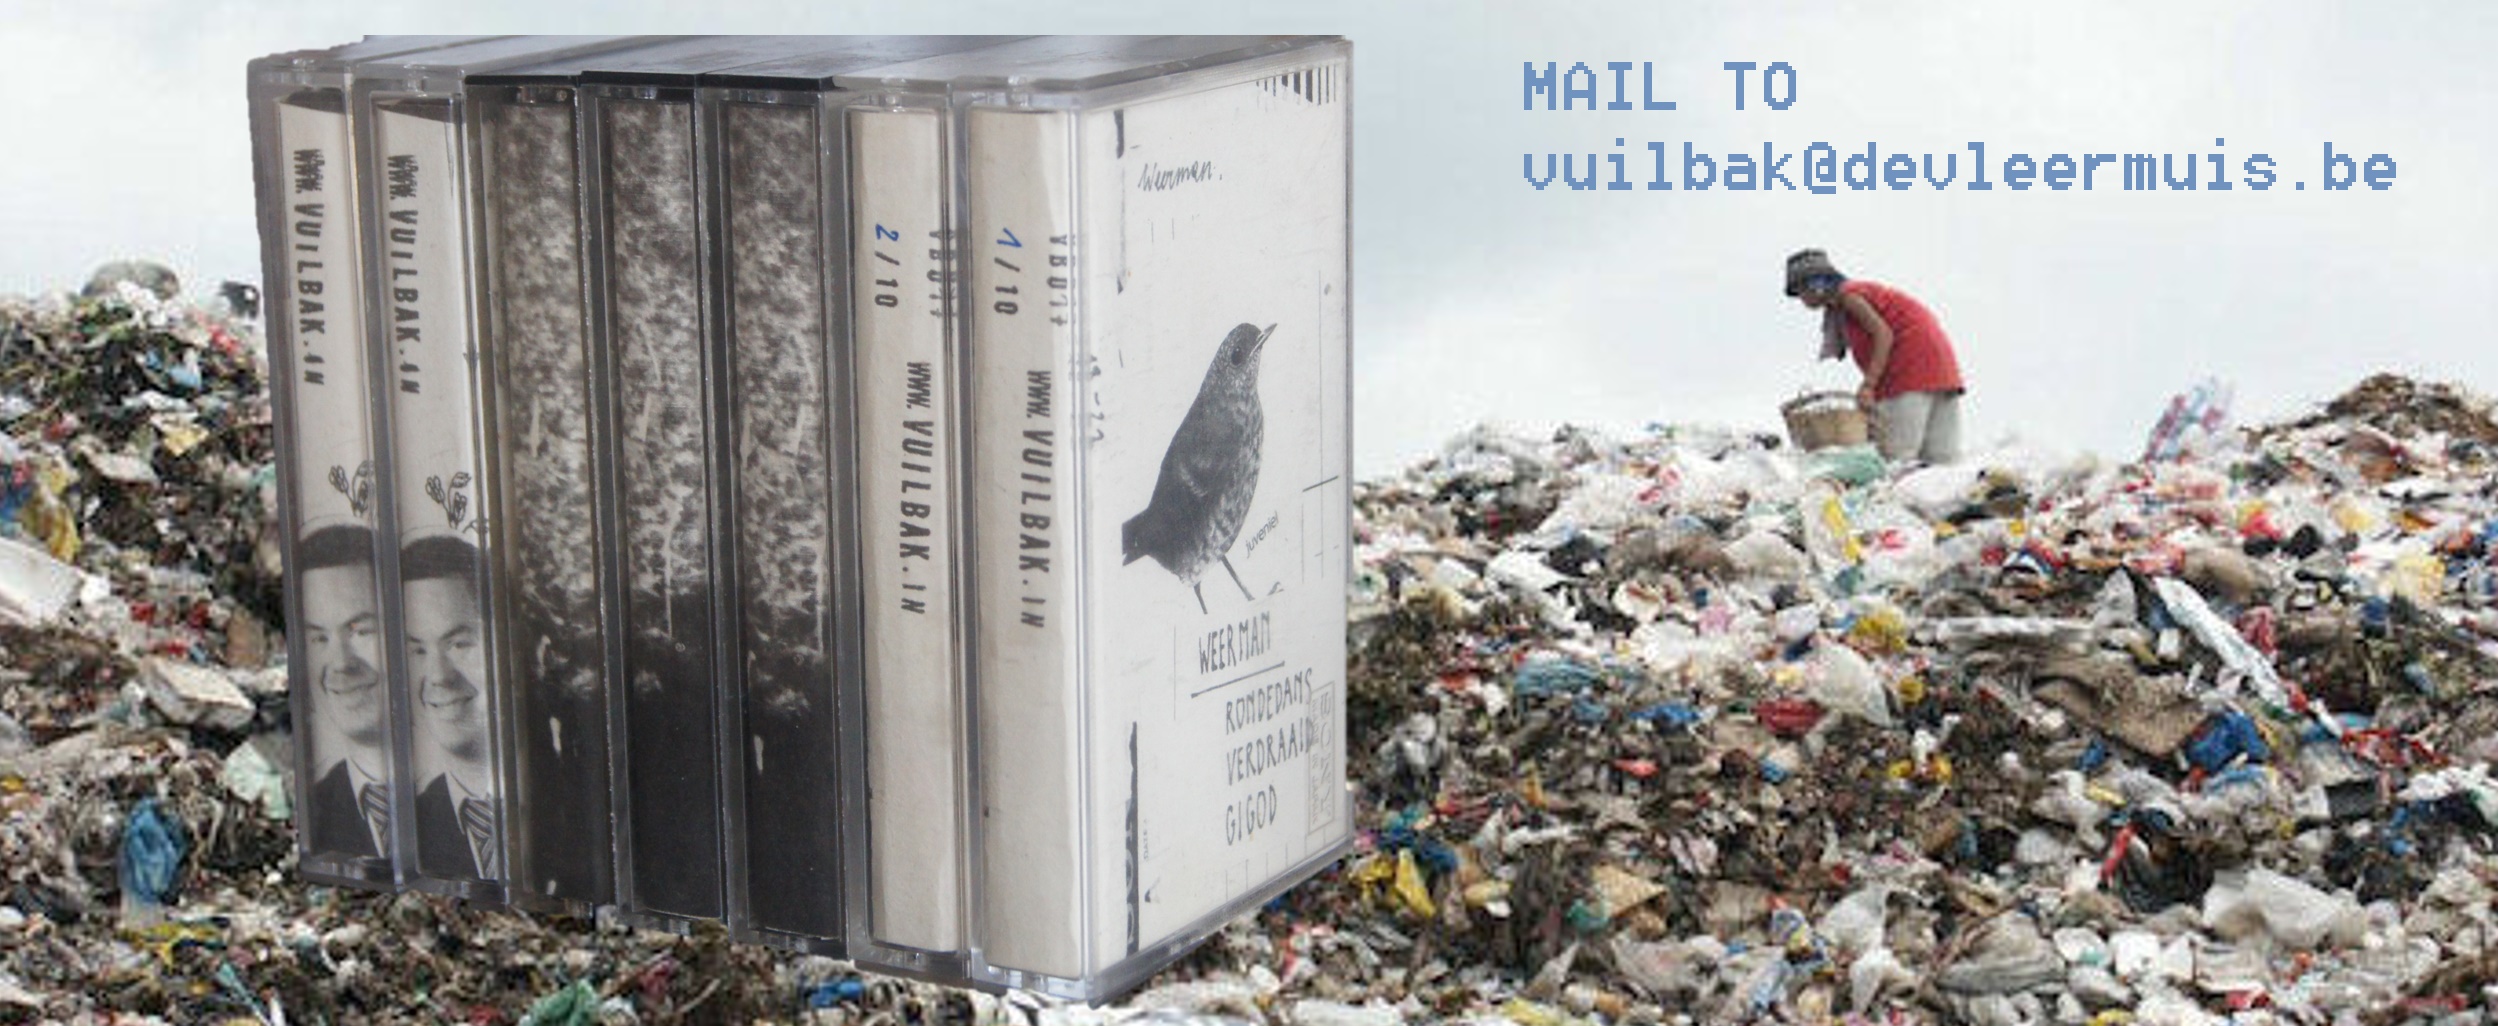 MAIL TO
vuilbak@devleermuis.be
WWW.VUILBAK.IN
WWW.VUILBAK.IN
2/10
WWW.VUILBAK.IN
1/10
WWW.VUILBAK.IN
Weerman.
juveniel
WEERMAN
RONDEDANS
VERDRAAID
GIGOD